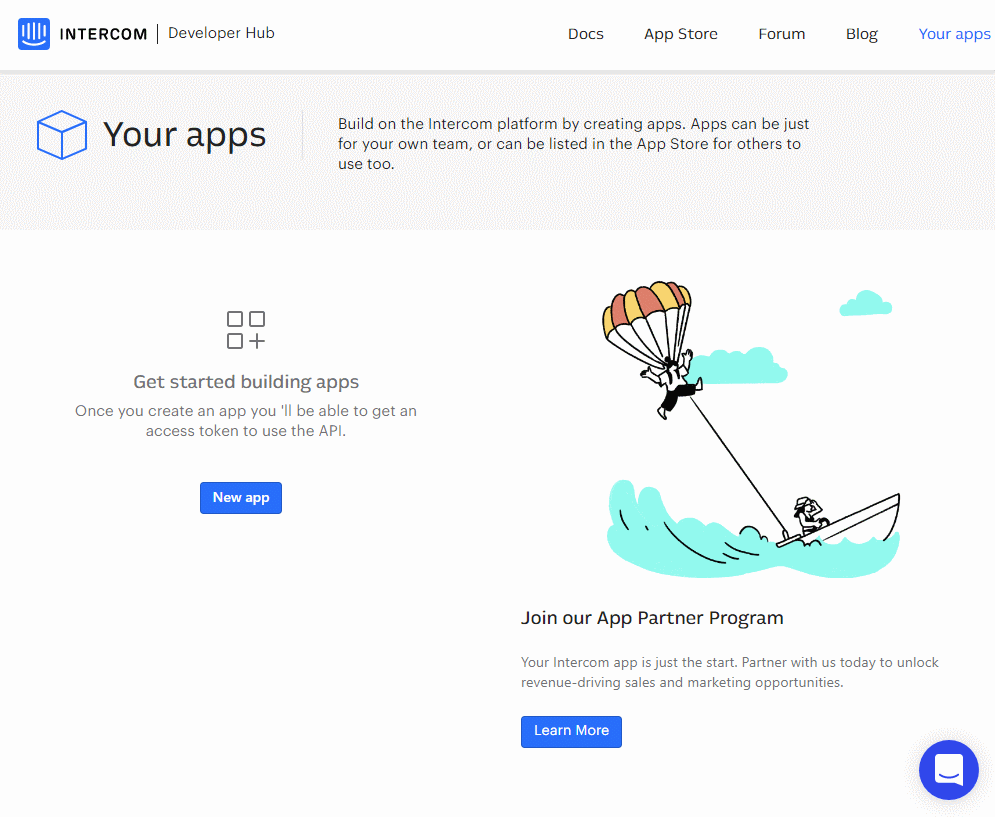 INTERCOM | Developer Hub
Docs
App Store
Forum
Blog
Your apps
Your apps
Build on the Intercom platform by creating apps. Apps can be just
for your own team, or can be listed in the App Store for others to
use too.
Get started building apps
Once you create an app you 'll be able to get an
access token to use the API.
New app
Join our App Partner Program
Your Intercom app is just the start. Partner with us today to unlock
revenue-driving sales and marketing opportunities.
Learn More